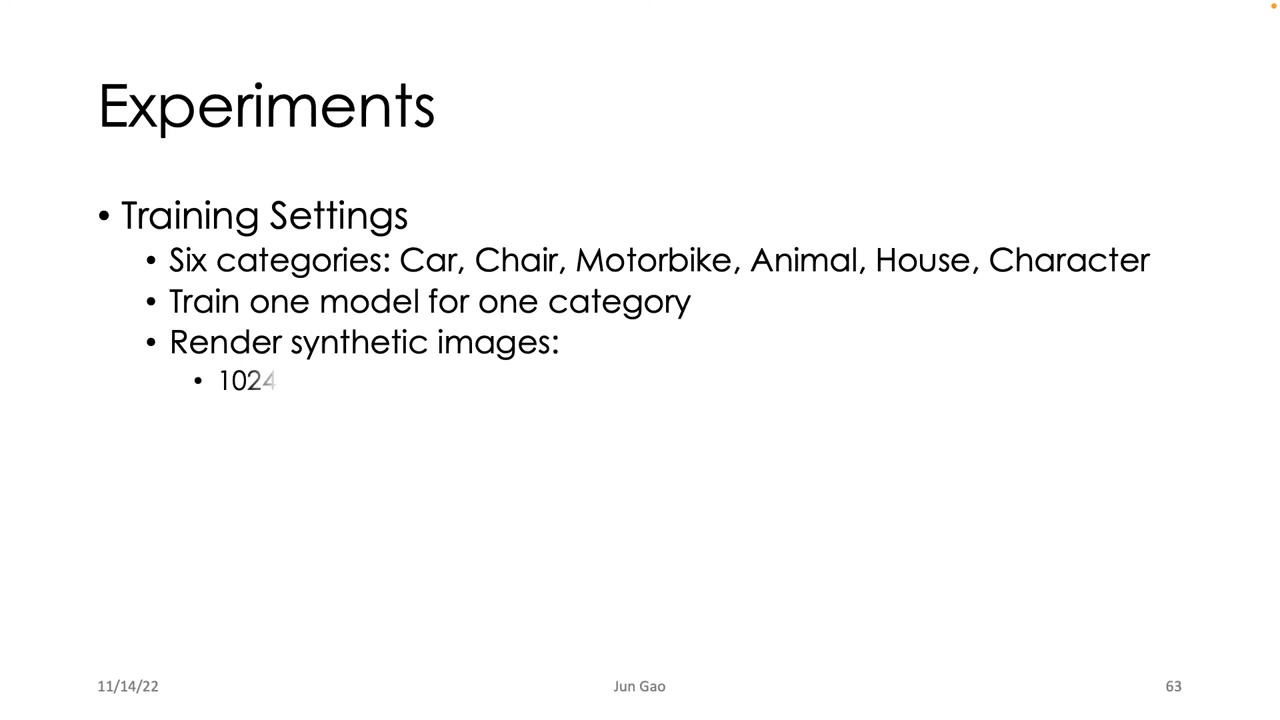 Experiments
• Training Settings
• Six categories: Car, Chair, Motorbike, Animal, House, Character
• Train one model for one category
• Render synthetic images:
• 1024
11/14/22
Jun Gao
63